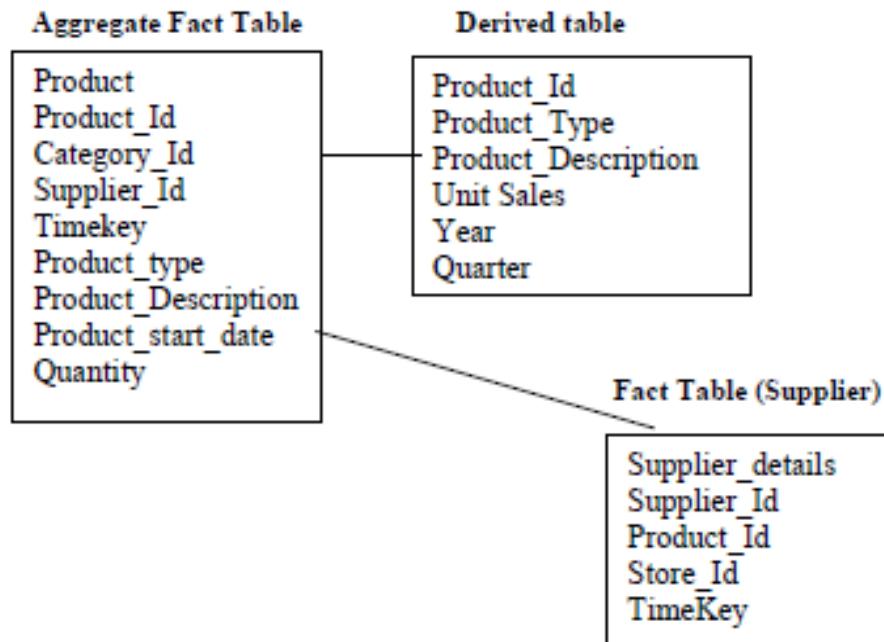 Aggregate Fact Table
Product
Product_Id
Category_Id
Supplier_Id
Timekey
Product_type
Product_Description
Product_start_date
Quantity
Derived table
Product_Id
Product_Type
Product_Description
Unit Sales
Year
Quarter
Fact Table (Supplier)
Supplier_details
Supplier_Id
Product_Id
Store_Id
TimeKey